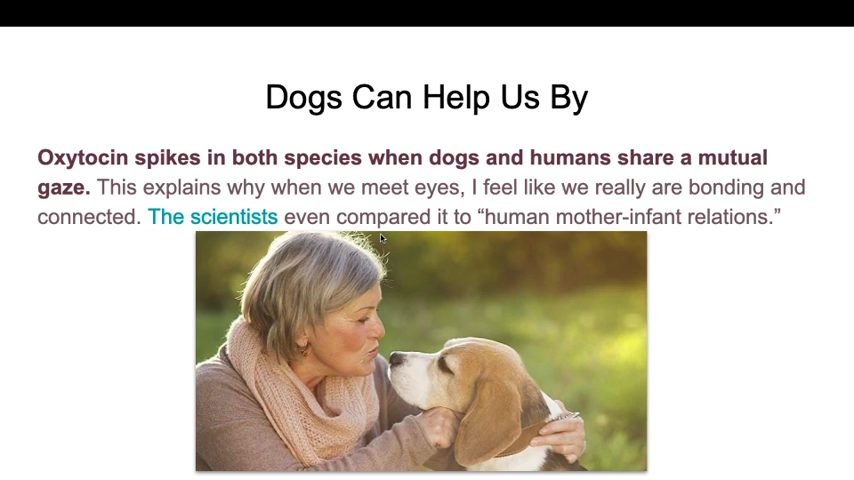 Dogs Can Help Us By
Oxytocin spikes in both species when dogs and humans share a mutual
gaze. This explains why when we meet eyes, I feel like we really are bonding and
connected. The scientists even compared it to “human mother-infant relations.”